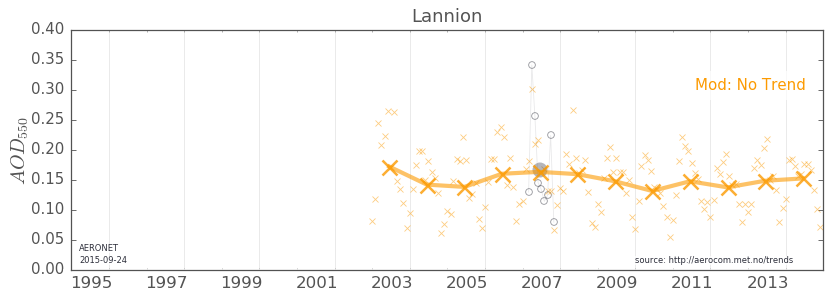 Lannion
0.40
0.35
0.30
0.25
0.20
0.15
0.10
0.05
0.00
AOD550
Mod: No Trend
AERONET
2015-09-24
source: http://aerocom.met.no/trends
1995 1997 1999 2001 2003 2005 2007 2009 2011 2013